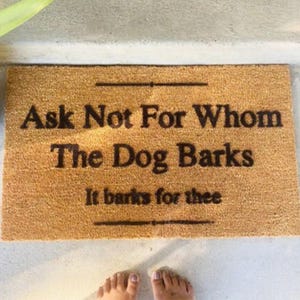 Ask Not For Whom
The Dog Barks
It barks for thee